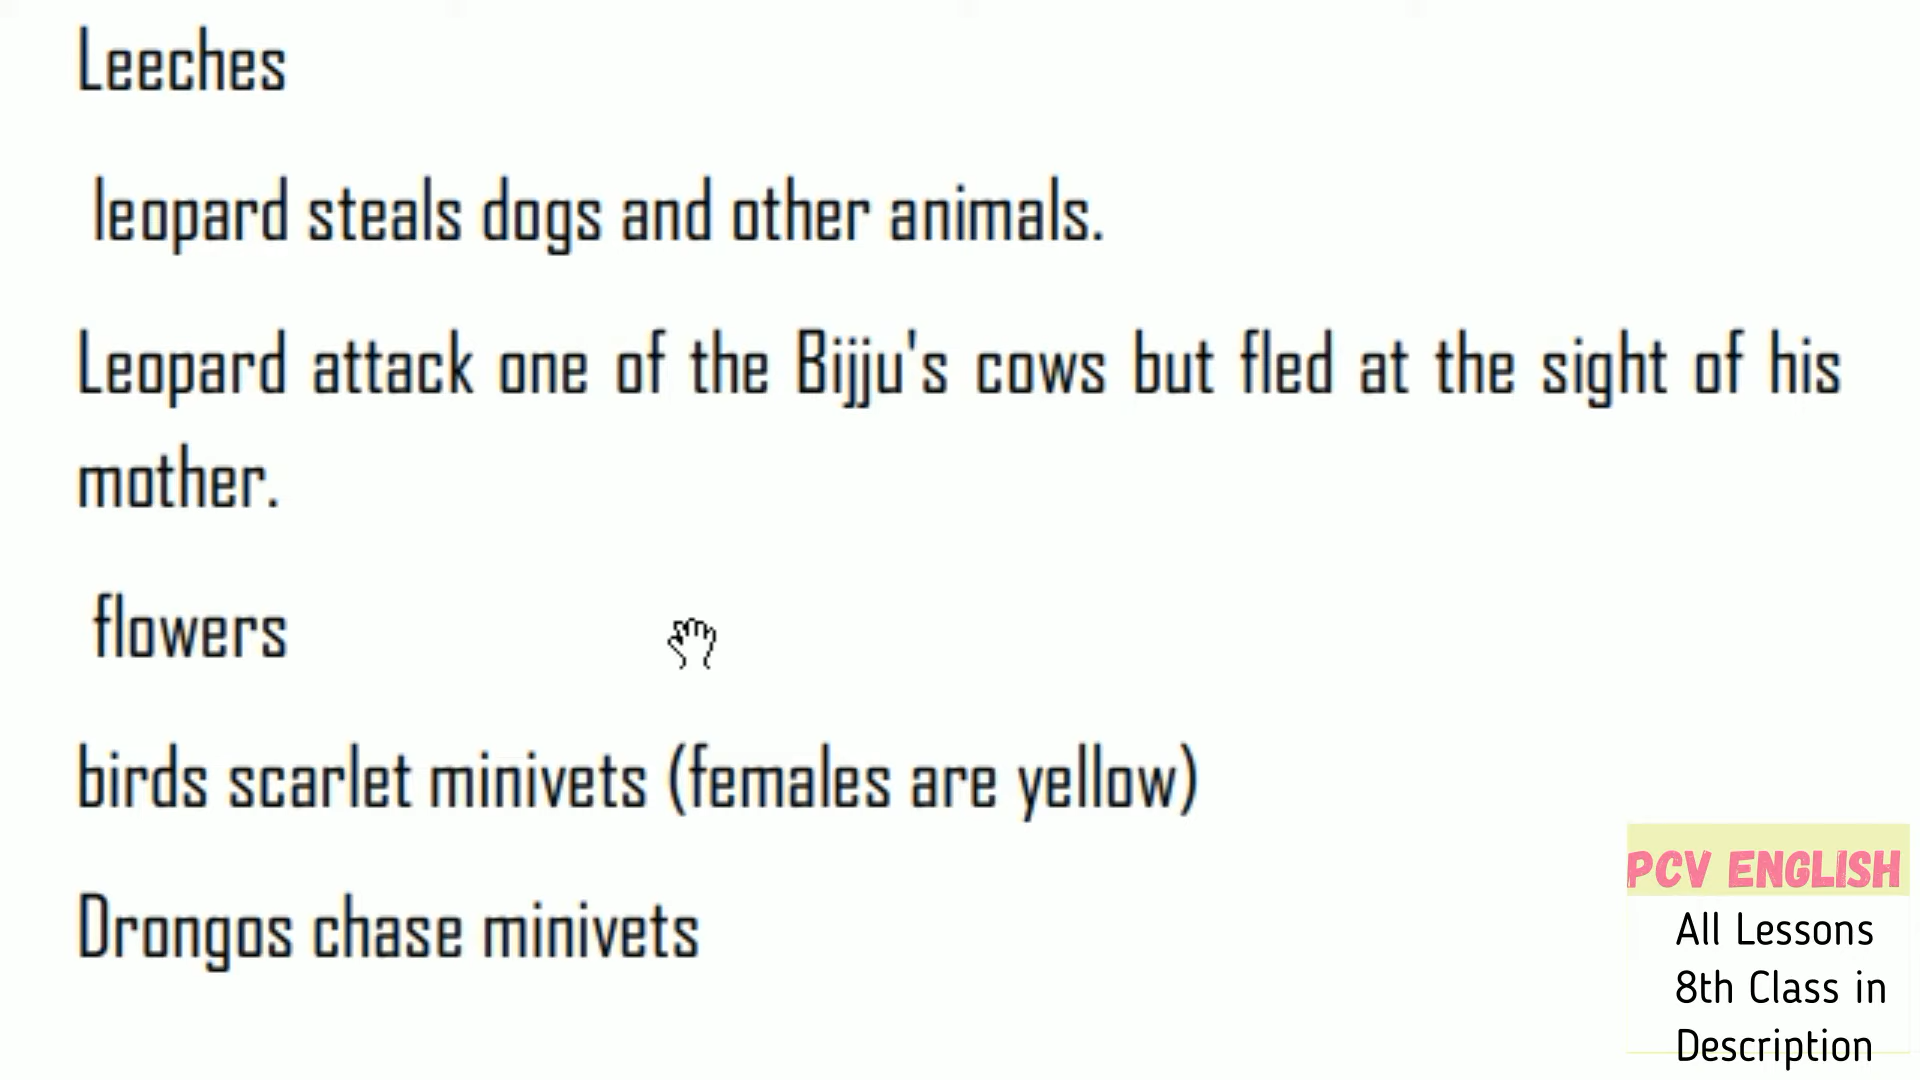 Leeches
leopard steals dogs and other animals.
Leopard attack one of the Bijju's cows but fled at the sight of his
mother.
flowers
birds scarlet minivets (females are yellow)
Drongos chase minivets
PCV ENGLISH
All Lessons
8th Class in
Description